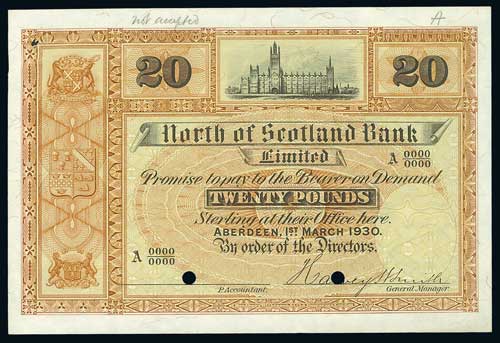 Not accepted A
20 20
North of Scotland Bank
Limited
A 0000
0000
Promise to pay to the Bearer on Demand
TWENTY POUNDS
Sterling at their Office here.
ABERDEEN, 1ST MARCH 1930.
A 0000
0000
By order of the Directors.
Harvey H Smith
P. Accountant. General Manager.